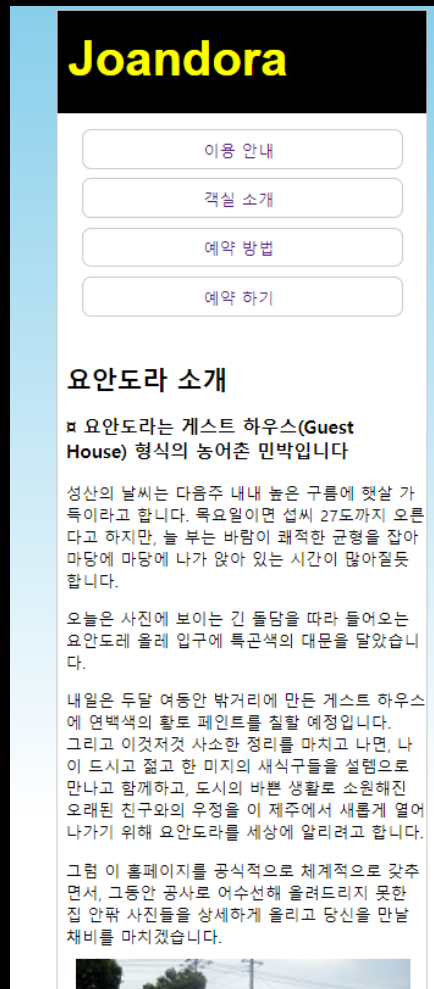 Joandora
이용 안내
객실 소개
예약 방법
예약 하기
요안도라 소개
¤ 요안도라는 게스트 하우스(Guest
House) 형식의 농어촌 민박입니다
성산의 날씨는 다음주 내내 높은 구름에 햇살 가
득이라고 합니다. 목요일이면 섭씨 27도까지 오른
다고 하지만, 늘 부는 바람이 쾌적한 균형을 잡아
마당에 마당에 나가 앉아 있는 시간이 많아질듯
합니다.
오늘은 사진에 보이는 긴 돌담을 따라 들어오는
요안도레 올레 입구에 특곤색의 대문을 달았습니
다.
내일은 두달 여동안 밖거리에 만든 게스트 하우스
에 연백색의 황로 페인트를 칠할 예정입니다.
그리고 이것저것 사소한 정리를 마치고 나면, 나
이 드시고 젊고 한 미지의 새식구들을 설렘으로
만나고 함께하고, 도시의 바쁜 생활로 소원해진
오래된 친구와의 우정을 이 제주에서 새롭게 열어
나가기 위해 요안도라를 세상에 알리려고 합니다.
그럼 이 홈페이지를 공식적으로 체계적으로 갖추
면서, 그동안 공사로 어수선해 올려드리지 못한
집 안팎 사진들을 상세하게 올리고 당신을 만날
채비를 마치겠습니다.